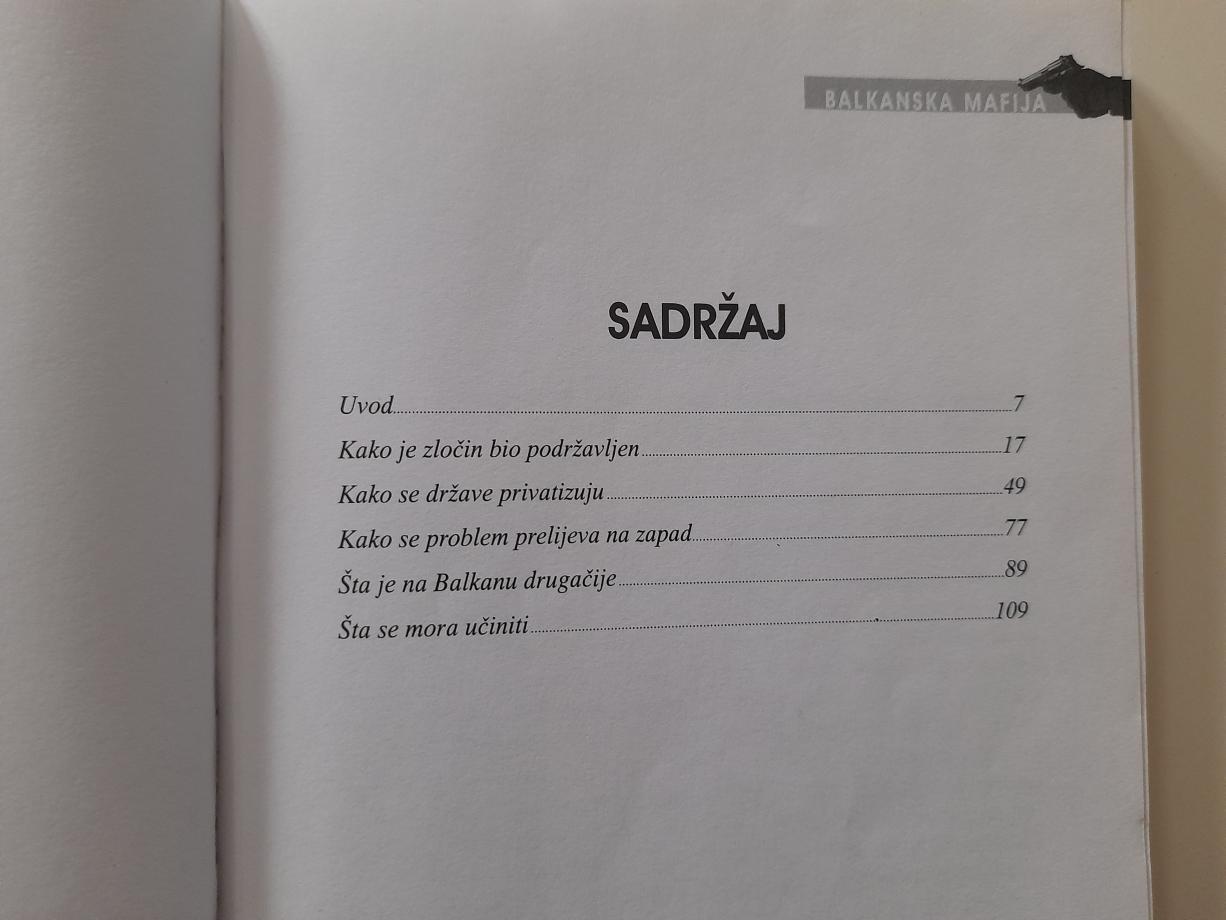 BALKANSKA MAFIJA
SADRŽAJ
Uvod 7
Kako je zločin bio podržavljen 17
Kako se države privatizuju 49
Kako se problem prelijeva na zapad 77
Šta je na Balkanu drugačije 89
Šta se mora učiniti 109